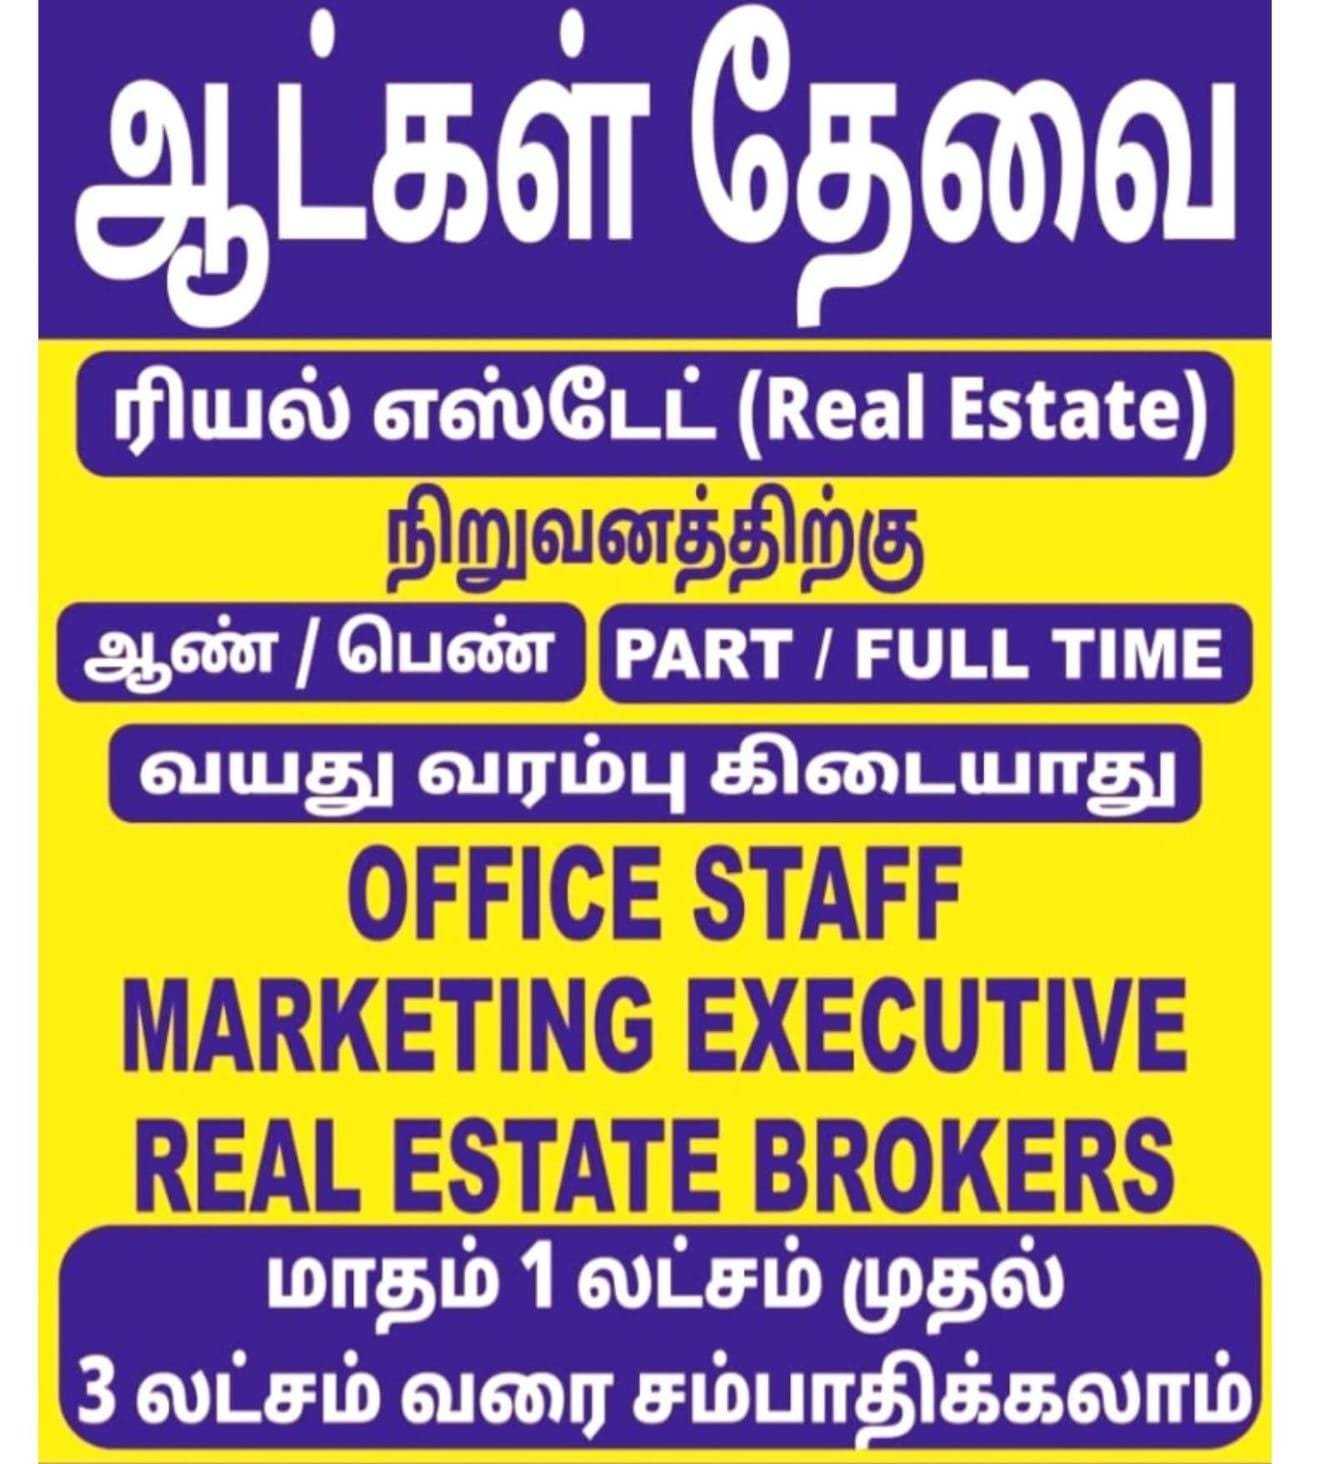 ஆட்கள் தேவை
ரியல் எஸ்டேட் (Real Estate)
நிறுவனத்திற்கு
ஆண் / பெண் PART / FULL TIME
வயது வரம்பு கிடையாது
OFFICE STAFF
MARKETING EXECUTIVE
REAL ESTATE BROKERS
மாதம் 1 லட்சம் முதல்
3 லட்சம் வரை சம்பாதிக்கலாம்